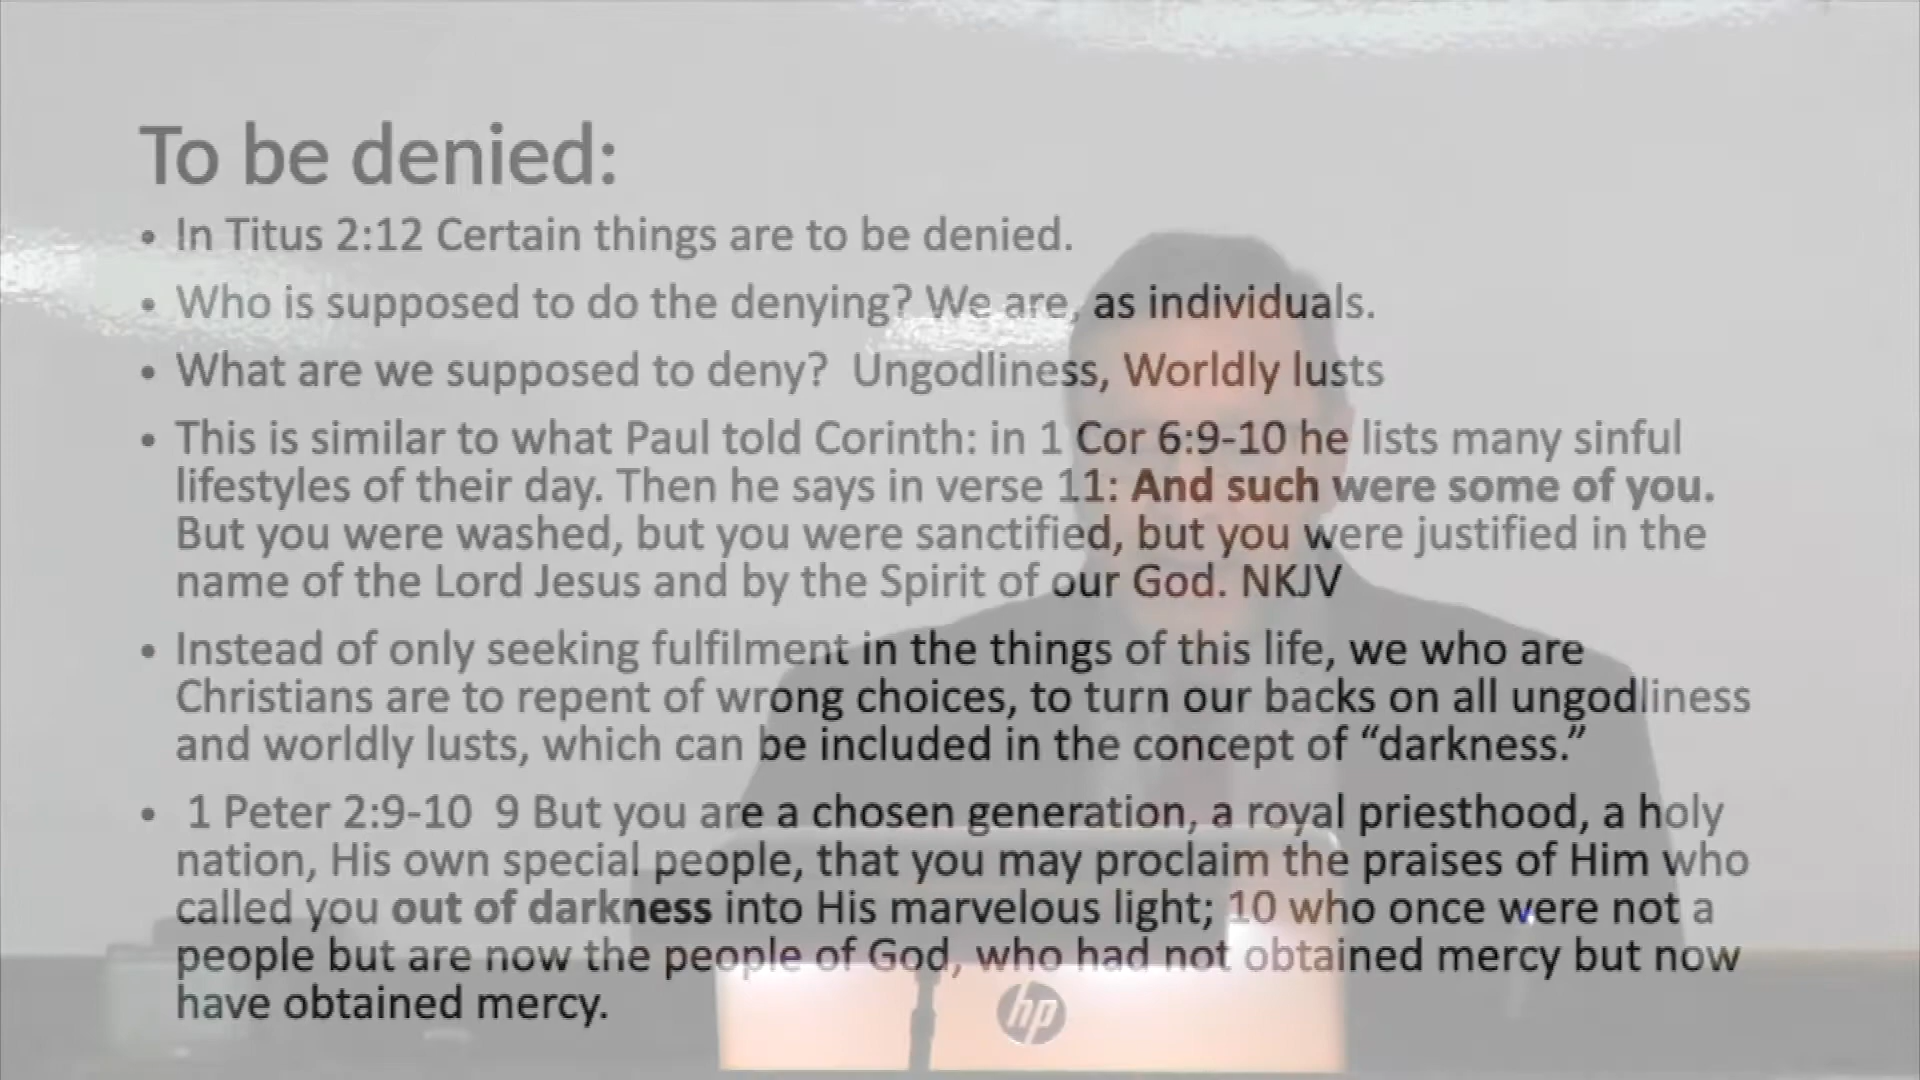 To be denied:
• In Titus 2:12 Certain things are to be denied.
• Who is supposed to do the denying? We are, as individuals.
• What are we supposed to deny?  Ungodliness, Worldly lusts
• This is similar to what Paul told Corinth: in 1 Cor 6:9-10 he lists many sinful
lifestyles of their day. Then he says in verse 11: And such were some of you.
But you were washed, but you were sanctified, but you were justified in the
name of the Lord Jesus and by the Spirit of our God. NKJV
• Instead of only seeking fulfilment in the things of this life, we who are
Christians are to repent of wrong choices, to turn our backs on all ungodliness
and worldly lusts, which can be included in the concept of “darkness.”
• 1 Peter 2:9-10  9 But you are a chosen generation, a royal priesthood, a holy
nation, His own special people, that you may proclaim the praises of Him who
called you out of darkness into His marvelous light; 10 who once were not a
people but are now the people of God, who had not obtained mercy but now
have obtained mercy.
hp